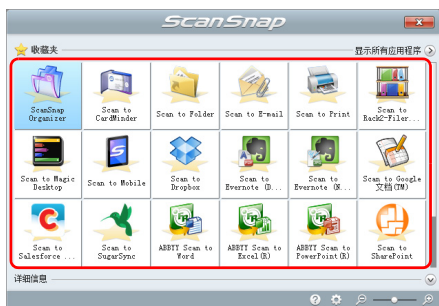 ScanSnap
收藏夹
显示所有应用程序
ScanSnap Organizer
Scan to CardMinder
Scan to Folder
Scan to E-mail
Scan to Print
Scan to Rack2-Filer...
Scan to Magic Desktop
Scan to Mobile
Scan to Dropbox
Scan to Evernote (D...
Scan to Evernote (N...
Scan to Google 文档(TM)
Scan to Salesforce ...
Scan to SugarSync
ABBYY Scan to Word
ABBYY Scan to Excel(R)
ABBYY Scan to PowerPoint(R)
Scan to SharePoint
详细信息